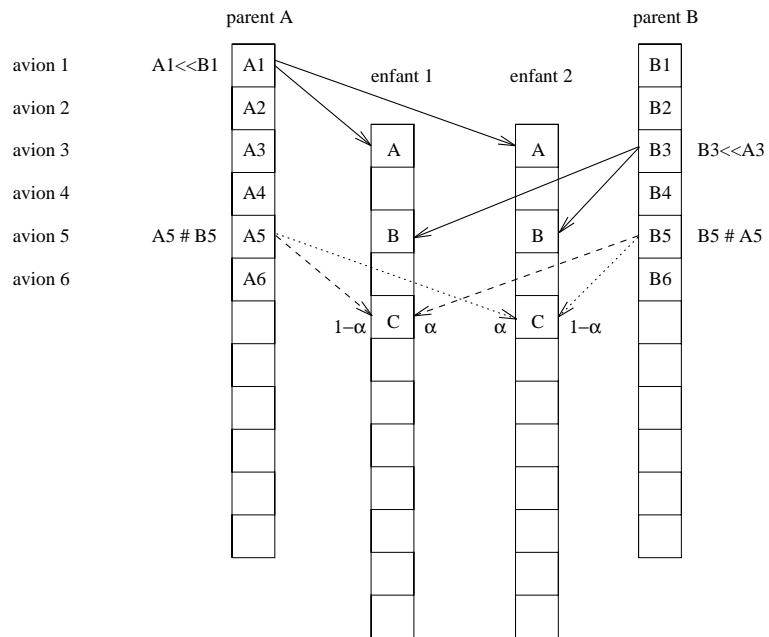 parent A parent B
avion 1 A1<<B1 A1 enfant 1 enfant 2 B1
avion 2 A2 B2
avion 3 A3 A A B3 B3<<A3
avion 4 A4 B4
avion 5 A5 # B5 A5 B B B5 B5 # A5
avion 6 A6 B6
1−α C α α C 1−α